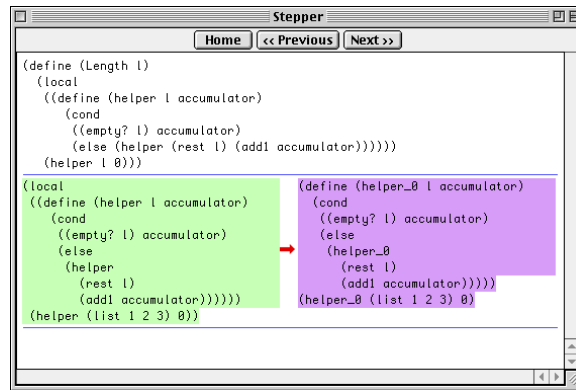 Stepper
Home << Previous Next >>
(define (Length l)
  (local
   ((define (helper l accumulator)
      (cond
       ((empty? l) accumulator)
       (else (helper (rest l) (add1 accumulator))))))
   (helper l 0)))
(local
 ((define (helper l accumulator)
    (cond
     ((empty? l) accumulator)
     (else
      (helper
        (rest l)
        (add1 accumulator))))))
 (helper (list 1 2 3) 0))
(define (helper_0 l accumulator)
  (cond
   ((empty? l) accumulator)
   (else
    (helper_0
      (rest l)
      (add1 accumulator)))))
(helper_0 (list 1 2 3) 0)